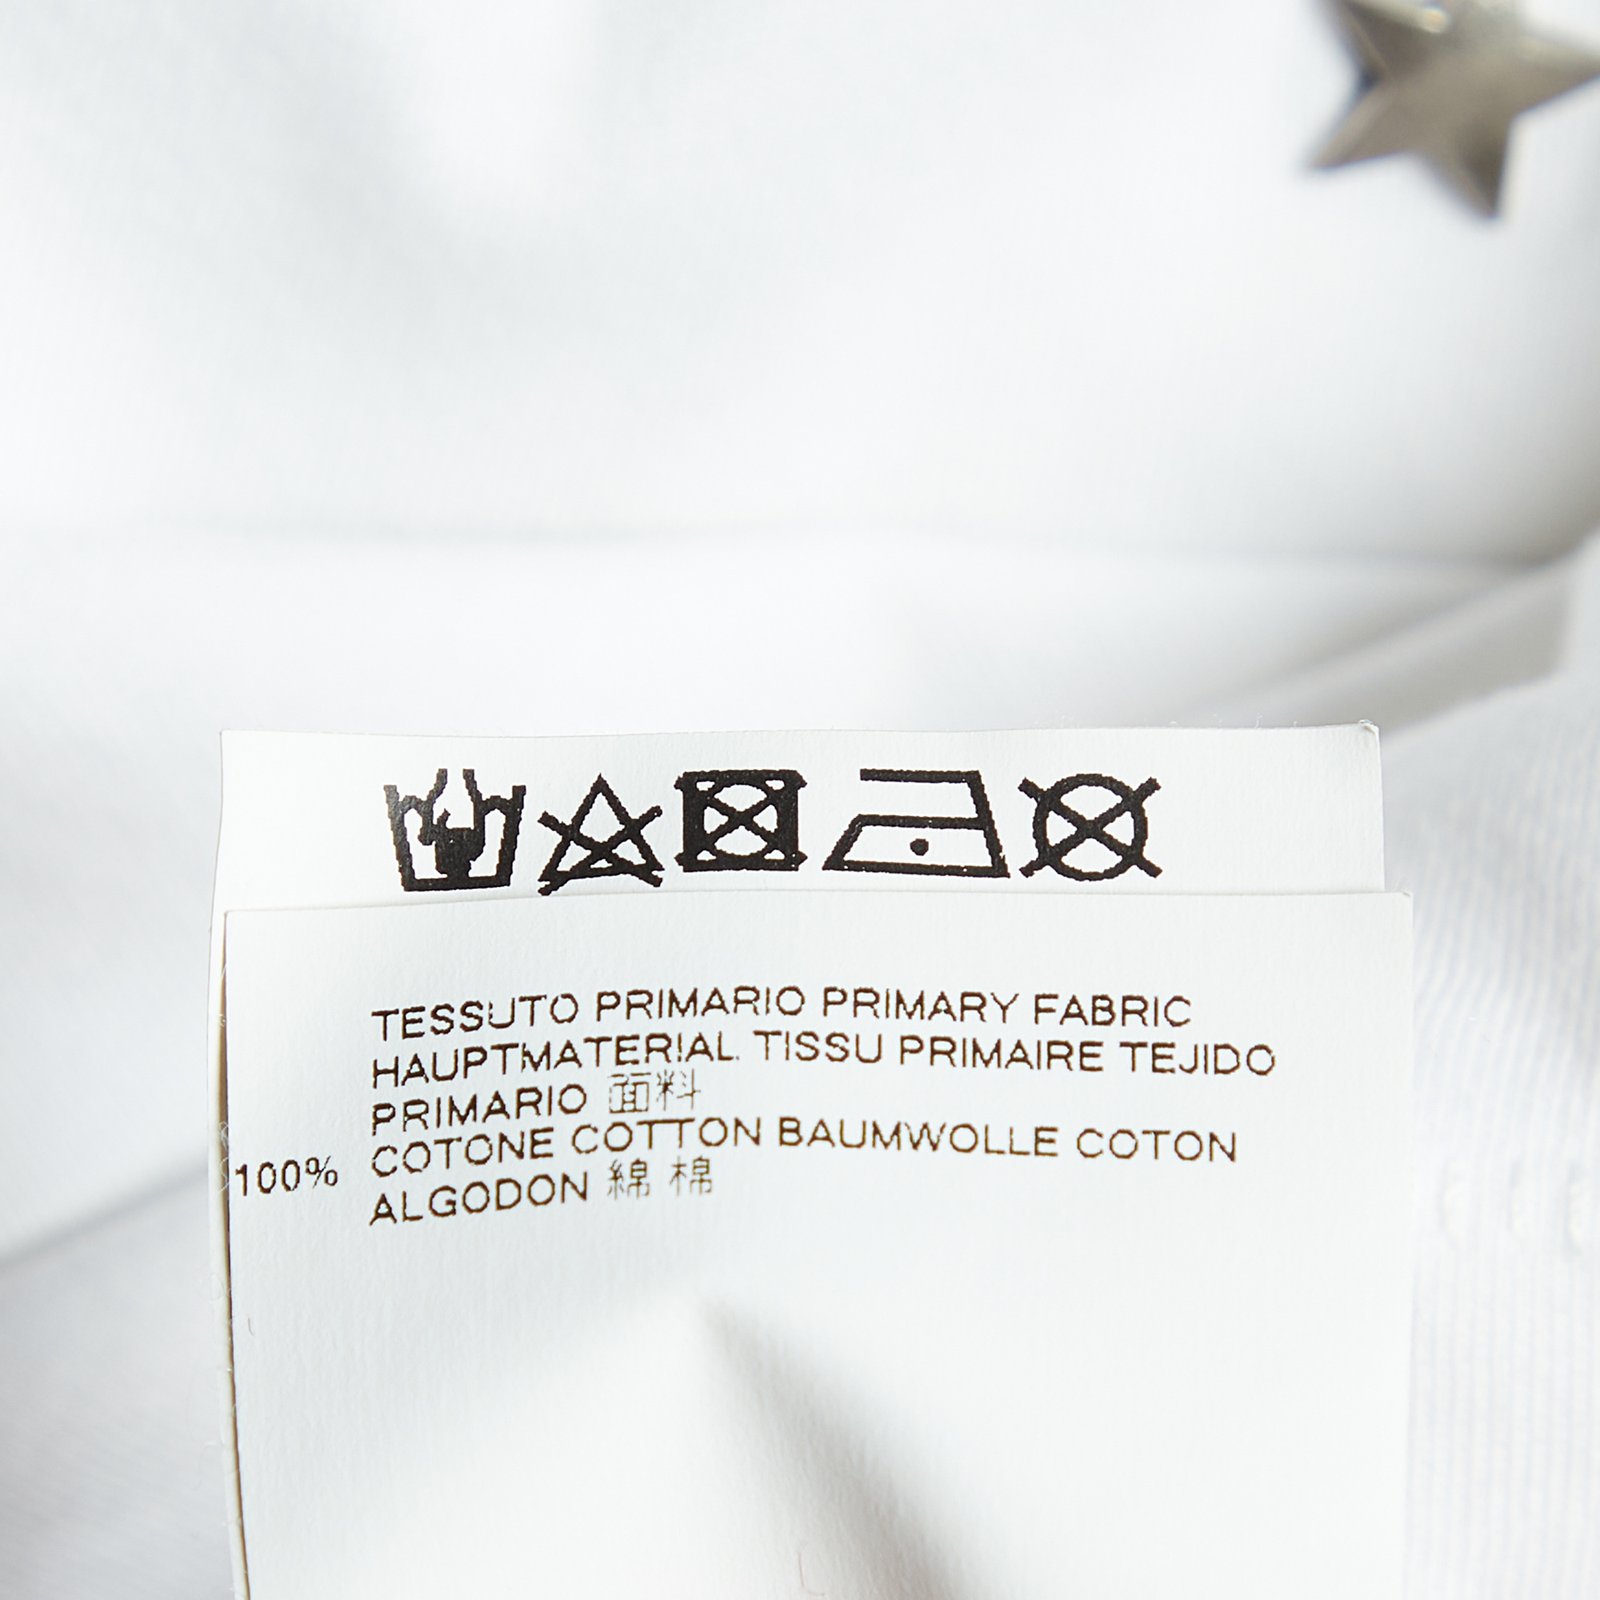 TESSUTO PRIMARIO PRIMARY FABRIC
HAUPTMATERIAL TISSU PRIMAIRE TEJIDO
PRIMARIO 面料
100% COTONE COTTON BAUMWOLLE COTON
ALGODON 綿 棉